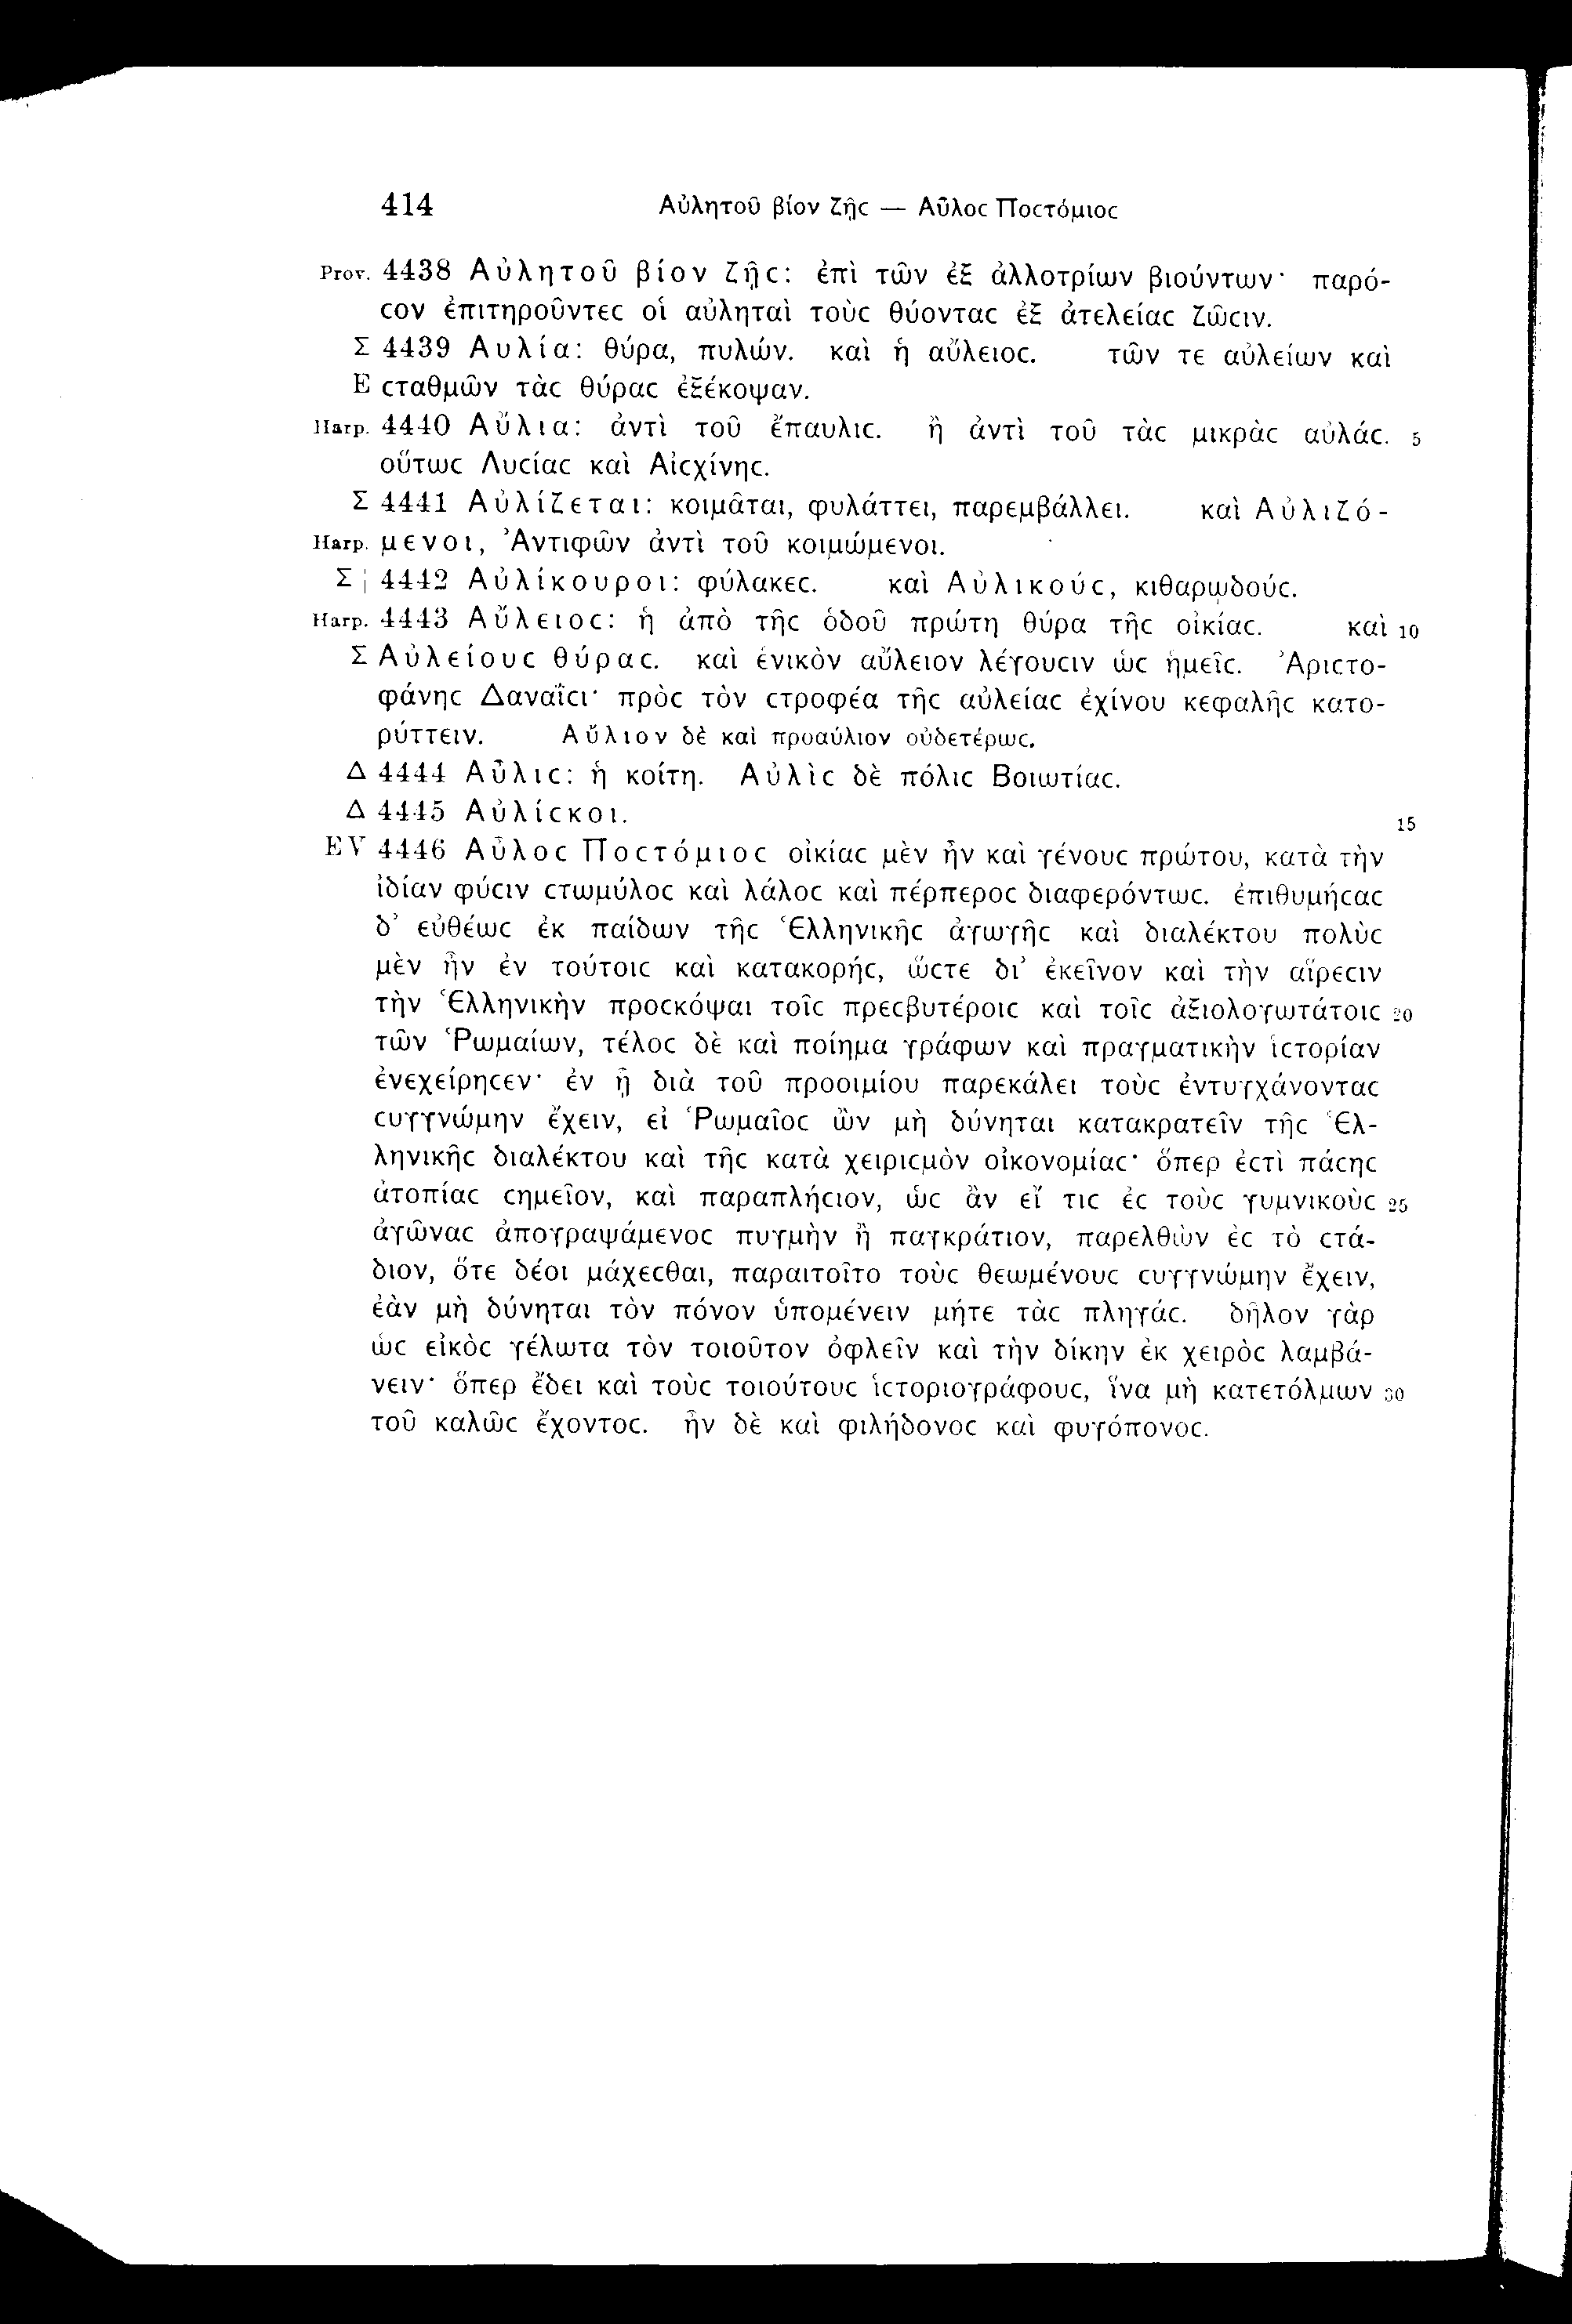 414 Αὐλητοῦ βίον ζῇϲ — Αὖλοϲ Ποϲτόμιοϲ
Prov. 4438 Αὐλητοῦ βίον ζῇϲ: ἐπὶ τῶν ἐξ ἀλλοτρίων βιούντων· παρό-
ϲον ἐπιτηροῦντεϲ οἱ αὐληταὶ τοὺϲ θύονταϲ ἐξ ἀτελείαϲ ζῶϲιν.
Σ 4439 Αυλία: θύρα, πυλών. καὶ ἡ αὔλειοϲ. τῶν τε αὐλείων καὶ
E ϲταθμῶν τὰϲ θύραϲ ἐξέκοψαν.
Harp. 4440 Αὔλια: ἀντὶ τοῦ ἔπαυλιϲ. ἢ ἀντὶ τοῦ τὰϲ μικρὰϲ αὐλάϲ. 5
οὕτωϲ Λυϲίαϲ καὶ Αἰϲχίνηϲ.
Σ 4441 Αὐλίζεται: κοιμᾶται, φυλάττει, παρεμβάλλει. καὶ Αὐλιζό-
Harp. μενοι, Ἀντιφῶν ἀντὶ τοῦ κοιμώμενοι.
Σ¦ 4442 Αὐλίκουροι: φύλακεϲ. καὶ Αὐλικούϲ, κιθαρῳδούϲ.
Harp. 4443 Αὔλειοϲ: ἡ ἀπὸ τῆϲ ὁδοῦ πρώτη θύρα τῆϲ οἰκίαϲ. καὶ 10
Σ Αὐλείουϲ θύραϲ. καὶ ἑνικὸν αὔλειον λέγουϲιν ὡϲ ἡμεῖϲ. Ἀριϲτο-
φάνηϲ Δαναΐϲι· πρὸϲ τὸν ϲτροφέα τῆϲ αὐλείαϲ ἐχίνου κεφαλῆϲ κατο-
ρύττειν. Αὔλιον δὲ καὶ προαύλιον οὐδετέρωϲ.
Δ 4444 Αὖλιϲ: ἡ κοίτη. Αὐλὶϲ δὲ πόλιϲ Βοιωτίαϲ.
Δ 4445 Αὐλίϲκοι. 15
EV 4446 Αὖλοϲ Ποϲτόμιοϲ οἰκίαϲ μὲν ἦν καὶ γένουϲ πρώτου, κατὰ τὴν
ἰδίαν φύϲιν ϲτωμύλοϲ καὶ λάλοϲ καὶ πέρπεροϲ διαφερόντωϲ. ἐπιθυμήϲαϲ
δ’ εὐθέωϲ ἐκ παίδων τῆϲ Ἑλληνικῆϲ ἀγωγῆϲ καὶ διαλέκτου πολὺϲ
μὲν ἦν ἐν τούτοιϲ καὶ κατακορήϲ, ὥϲτε δι’ ἐκεῖνον καὶ τὴν αἵρεϲιν
τὴν Ἑλληνικὴν προϲκόψαι τοῖϲ πρεϲβυτέροιϲ καὶ τοῖϲ ἀξιολογωτάτοιϲ 20
τῶν Ῥωμαίων, τέλοϲ δὲ καὶ ποίημα γράφων καὶ πραγματικὴν ἱϲτορίαν
ἐνεχείρηϲεν· ἐν ᾗ διὰ τοῦ προοιμίου παρεκάλει τοὺϲ ἐντυγχάνονταϲ
ϲυγγνώμην ἔχειν, εἰ Ῥωμαῖοϲ ὢν μὴ δύνηται κατακρατεῖν τῆϲ Ἑλ-
ληνικῆϲ διαλέκτου καὶ τῆϲ κατὰ χειριϲμὸν οἰκονομίαϲ· ὅπερ ἐϲτὶ πάϲηϲ
ἀτοπίαϲ ϲημεῖον, καὶ παραπλήϲιον, ὡϲ ἂν εἴ τιϲ ἐϲ τοὺϲ γυμνικοὺϲ 25
ἀγῶναϲ ἀπογραψάμενοϲ πυγμὴν ἢ παγκράτιον, παρελθὼν ἐϲ τὸ ϲτά-
διον, ὅτε δέοι μάχεϲθαι, παραιτοῖτο τοὺϲ θεωμένουϲ ϲυγγνώμην ἔχειν,
ἐὰν μὴ δύνηται τὸν πόνον ὑπομένειν μήτε τὰϲ πληγάϲ. δῆλον γὰρ
ὡϲ εἰκὸϲ γέλωτα τὸν τοιοῦτον ὀφλεῖν καὶ τὴν δίκην ἐκ χειρὸϲ λαμβά-
νειν· ὅπερ ἔδει καὶ τοὺϲ τοιούτουϲ ἱϲτοριογράφουϲ, ἵνα μὴ κατετόλμων 30
τοῦ καλῶϲ ἔχοντοϲ. ἦν δὲ καὶ φιλήδονοϲ καὶ φυγόπονοϲ.